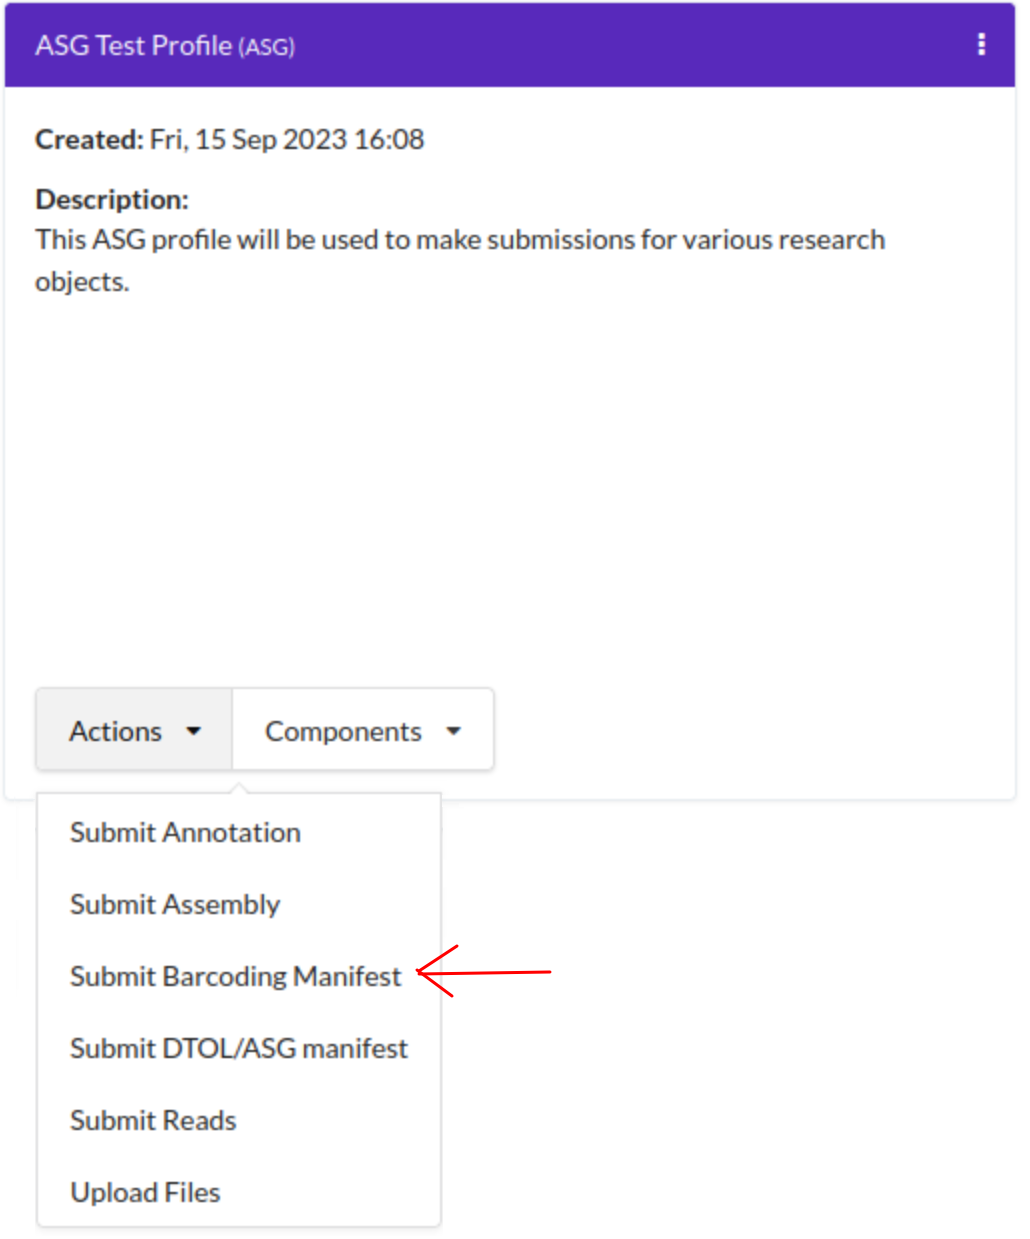 ASG Test Profile (ASG)
Created: Fri, 15 Sep 2023 16:08
Description:
This ASG profile will be used to make submissions for various research
objects.
Actions
Components
Submit Annotation
Submit Assembly
Submit Barcoding Manifest
Submit DTOL/ASG manifest
Submit Reads
Upload Files